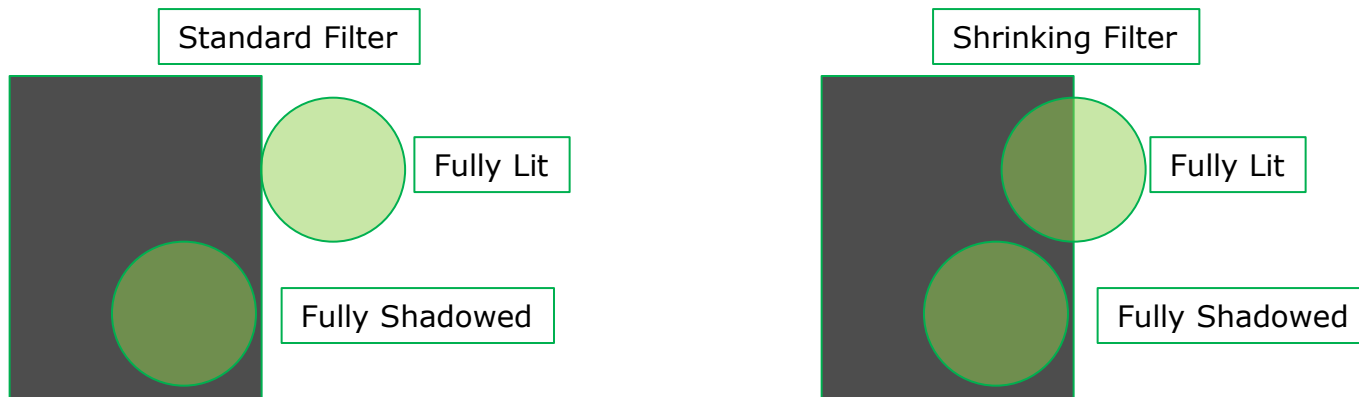 Standard Filter
Fully Lit
Fully Shadowed
Shrinking Filter
Fully Lit
Fully Shadowed